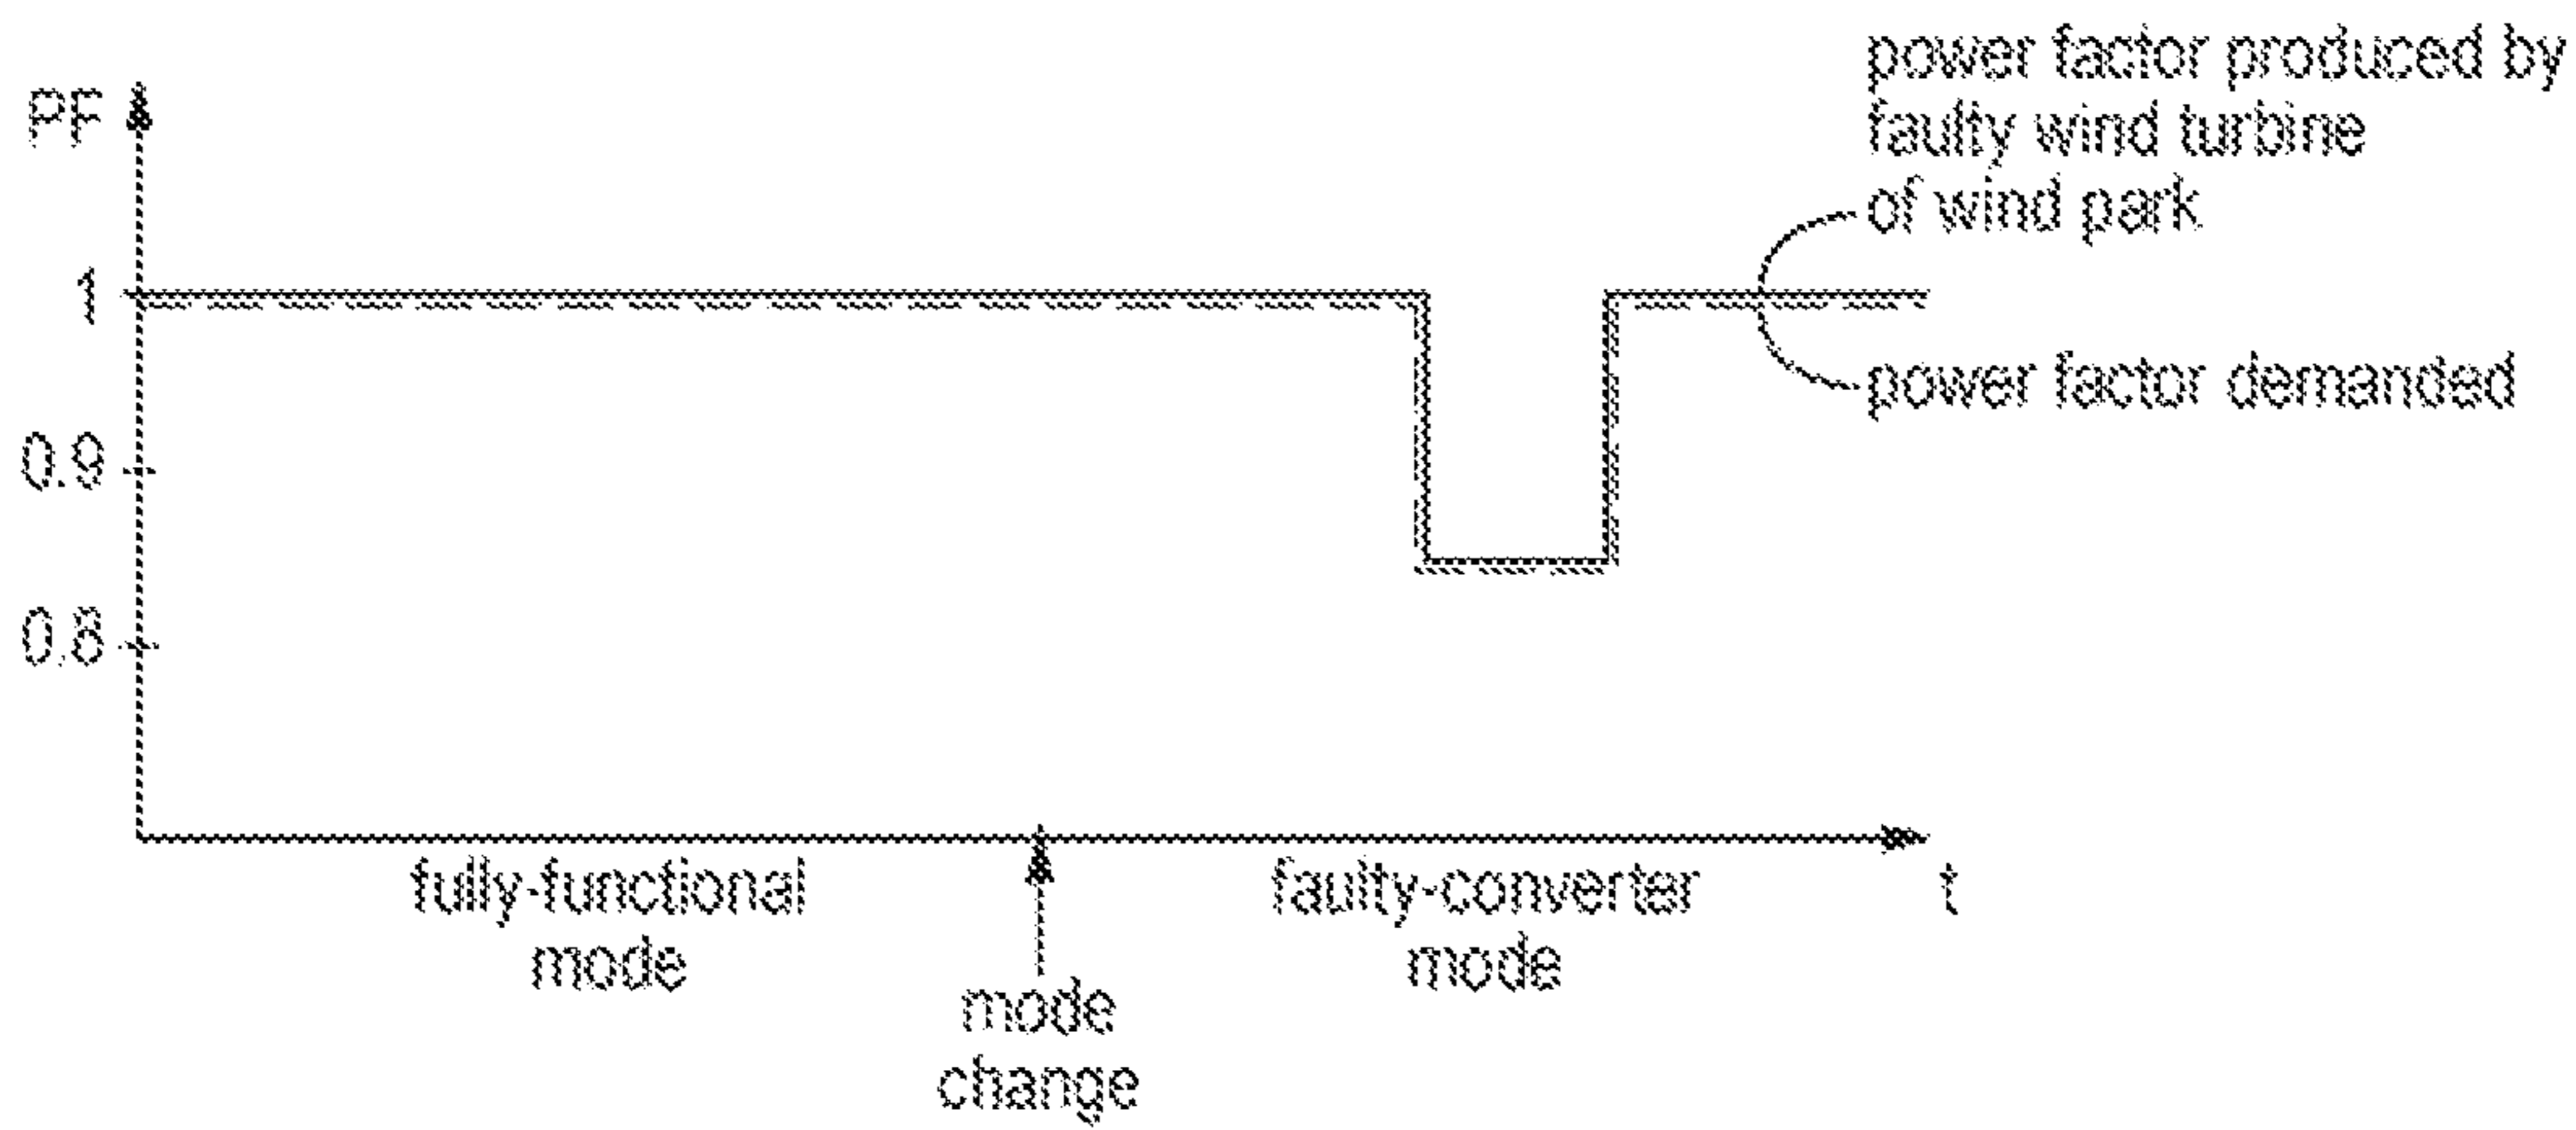 power factor produced by
faulty wind turbine
of wind park
PF
1
power factor demanded
0.9
0.8
fully-functional
mode
faulty-converter
mode
t
mode
change